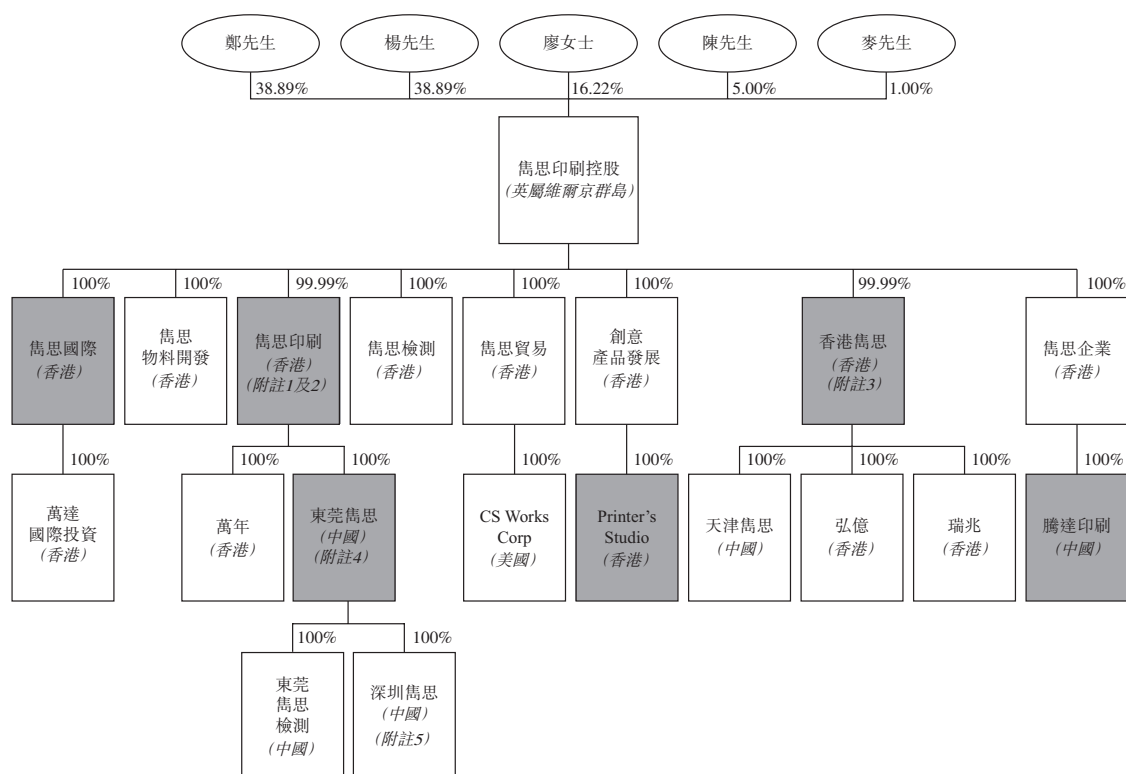 鄭先生
楊先生
廖女士
陳先生
麥先生
38.89%
38.89%
16.22%
5.00%
1.00%
雋思印刷控股
(英屬維爾京群島)
100%
100%
99.99%
100%
100%
100%
99.99%
100%
雋思國際
(香港)
雋思
物料開發
(香港)
雋思印刷
(香港)
(附註1及2)
雋思檢測
(香港)
雋思貿易
(香港)
創意
產品發展
(香港)
香港雋思
(香港)
(附註3)
雋思企業
(香港)
100%
100%
100%
100%
100%
100%
100%
100%
100%
萬達
國際投資
(香港)
萬年
(香港)
東莞雋思
(中國)
(附註4)
CS Works
Corp
(美國)
Printer's
Studio
(香港)
天津雋思
(中國)
弘億
(香港)
瑞兆
(香港)
騰達印刷
(中國)
100%
100%
東莞
雋思
檢測
(中國)
深圳雋思
(中國)
(附註5)